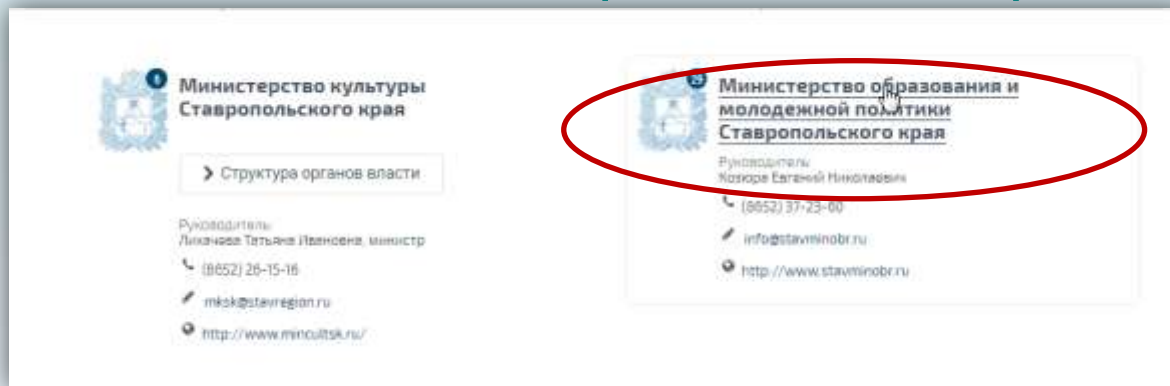 Министерство культуры
Ставропольского края
Структура органов власти
Руководитель:
Лихачева Татьяна Ивановна, министр
(8652) 26-15-16
mksk@stavregion.ru
http://www.mincultsk.ru/
Министерство образования и
молодежной политики
Ставропольского края
Руководитель:
Козюра Евгений Николаевич
(8652) 37-23-60
info@stavminobr.ru
http://www.stavminobr.ru